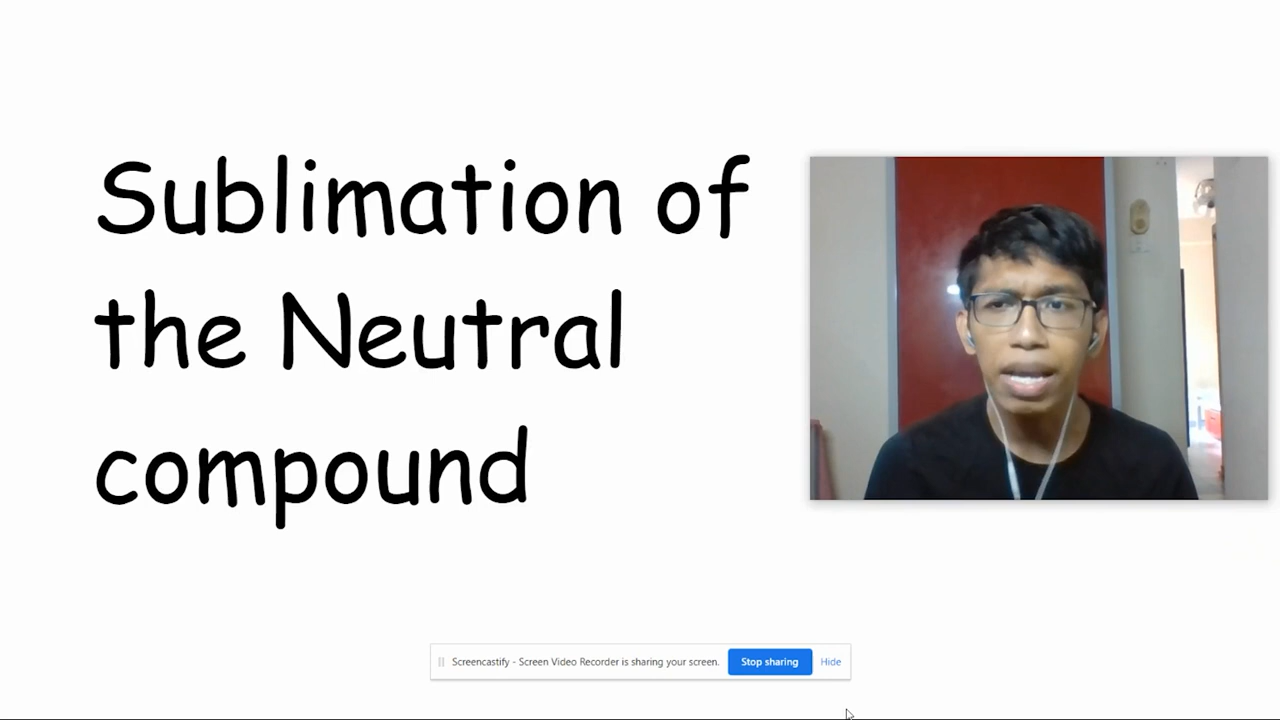 Sublimation of
the Neutral
compound
Screencastify - Screen Video Recorder is sharing your screen.
Stop sharing
Hide